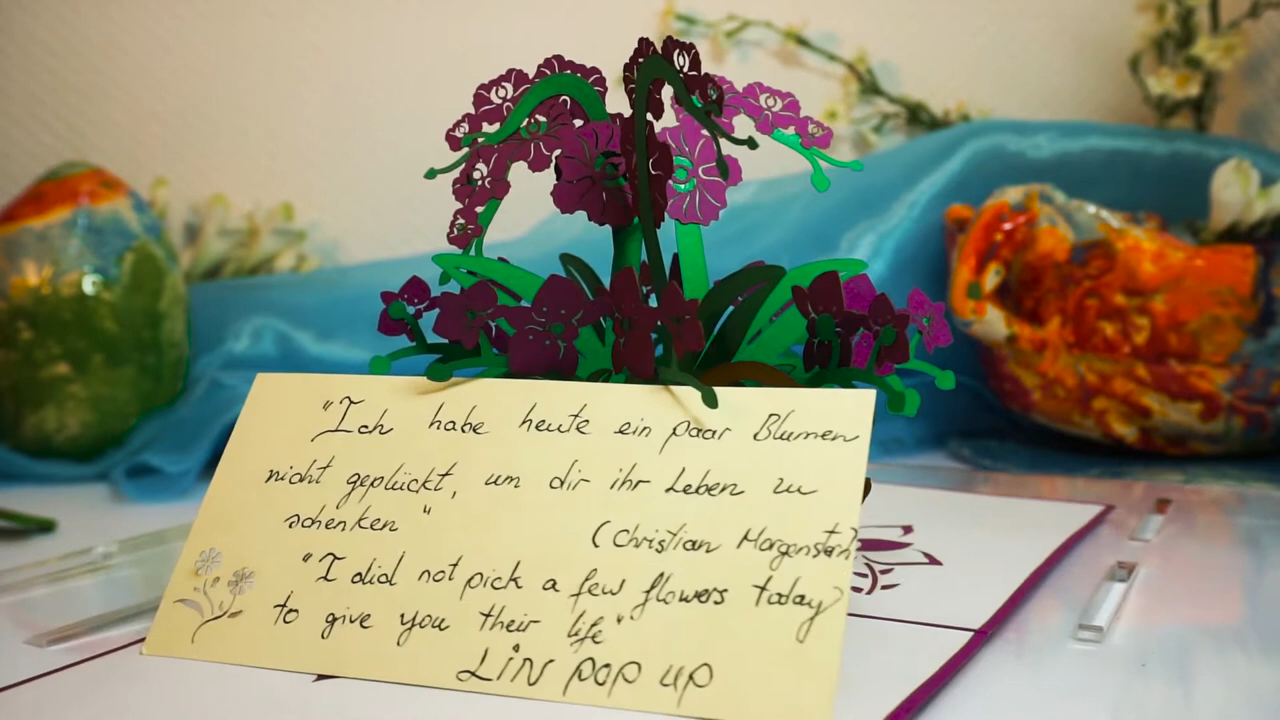 "Ich habe heute ein paar Blumen
nicht geplückt, um dir ihr Leben zu
schenken"
(Christian Morgenstern)
"I did not pick a few flowers today
to give you their life"
LiN POP UP